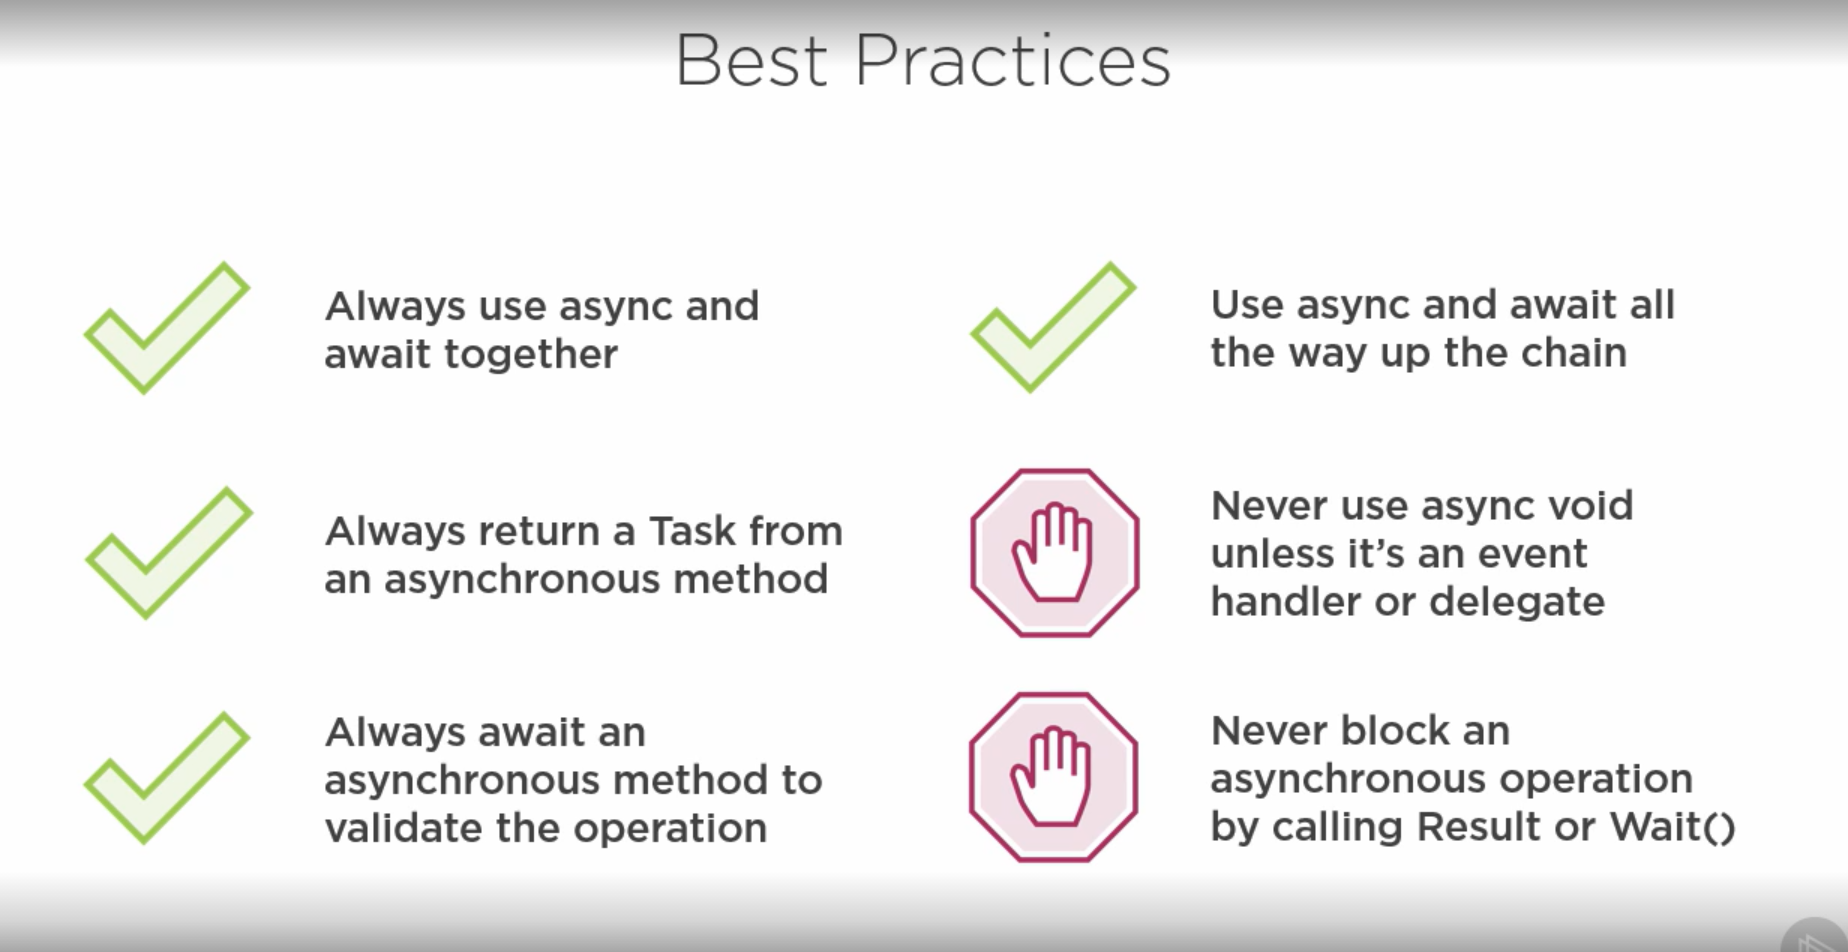 Best Practices
Always use async and
await together
Always return a Task from
an asynchronous method
Always await an
asynchronous method to
validate the operation
Use async and await all
the way up the chain
Never use async void
unless it’s an event
handler or delegate
Never block an
asynchronous operation
by calling Result or Wait()